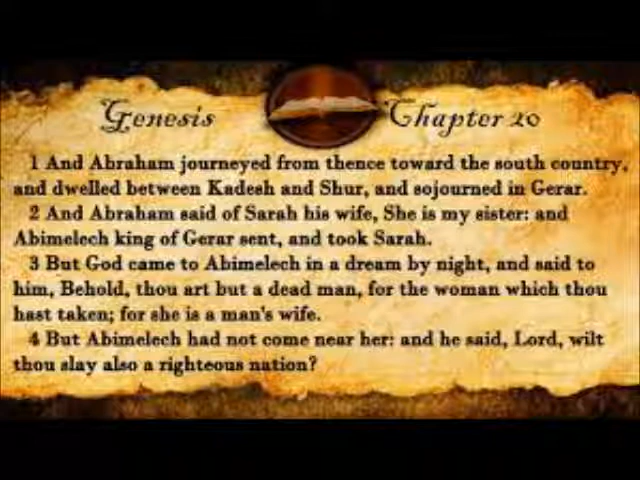 Genesis Chapter 20
1 And Abraham journeyed from thence toward the south country,
and dwelled between Kadesh and Shur, and sojourned in Gerar.
2 And Abraham said of Sarah his wife, She is my sister: and
Abimelech king of Gerar sent, and took Sarah.
3 But God came to Abimelech in a dream by night, and said to
him, Behold, thou art but a dead man, for the woman which thou
hast taken; for she is a man's wife.
4 But Abimelech had not come near her: and he said, Lord, wilt
thou slay also a righteous nation?